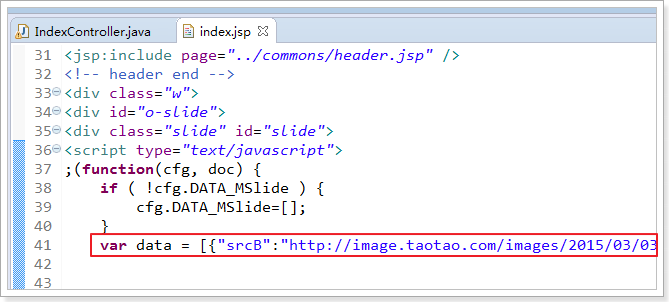 IndexController.java
index.jsp
31 <jsp:include page="../commons/header.jsp" />
32 <!-- header end -->
33 <div class="w">
34 <div id="o-slide">
35 <div class="slide" id="slide">
36 <script type="text/javascript">
37 ;(function(cfg, doc) {
38     if ( !cfg.DATA_MSlide ) {
39         cfg.DATA_MSlide=[];
40     }
41     var data = [{"srcB":"http://image.taotao.com/images/2015/03/03
42
43